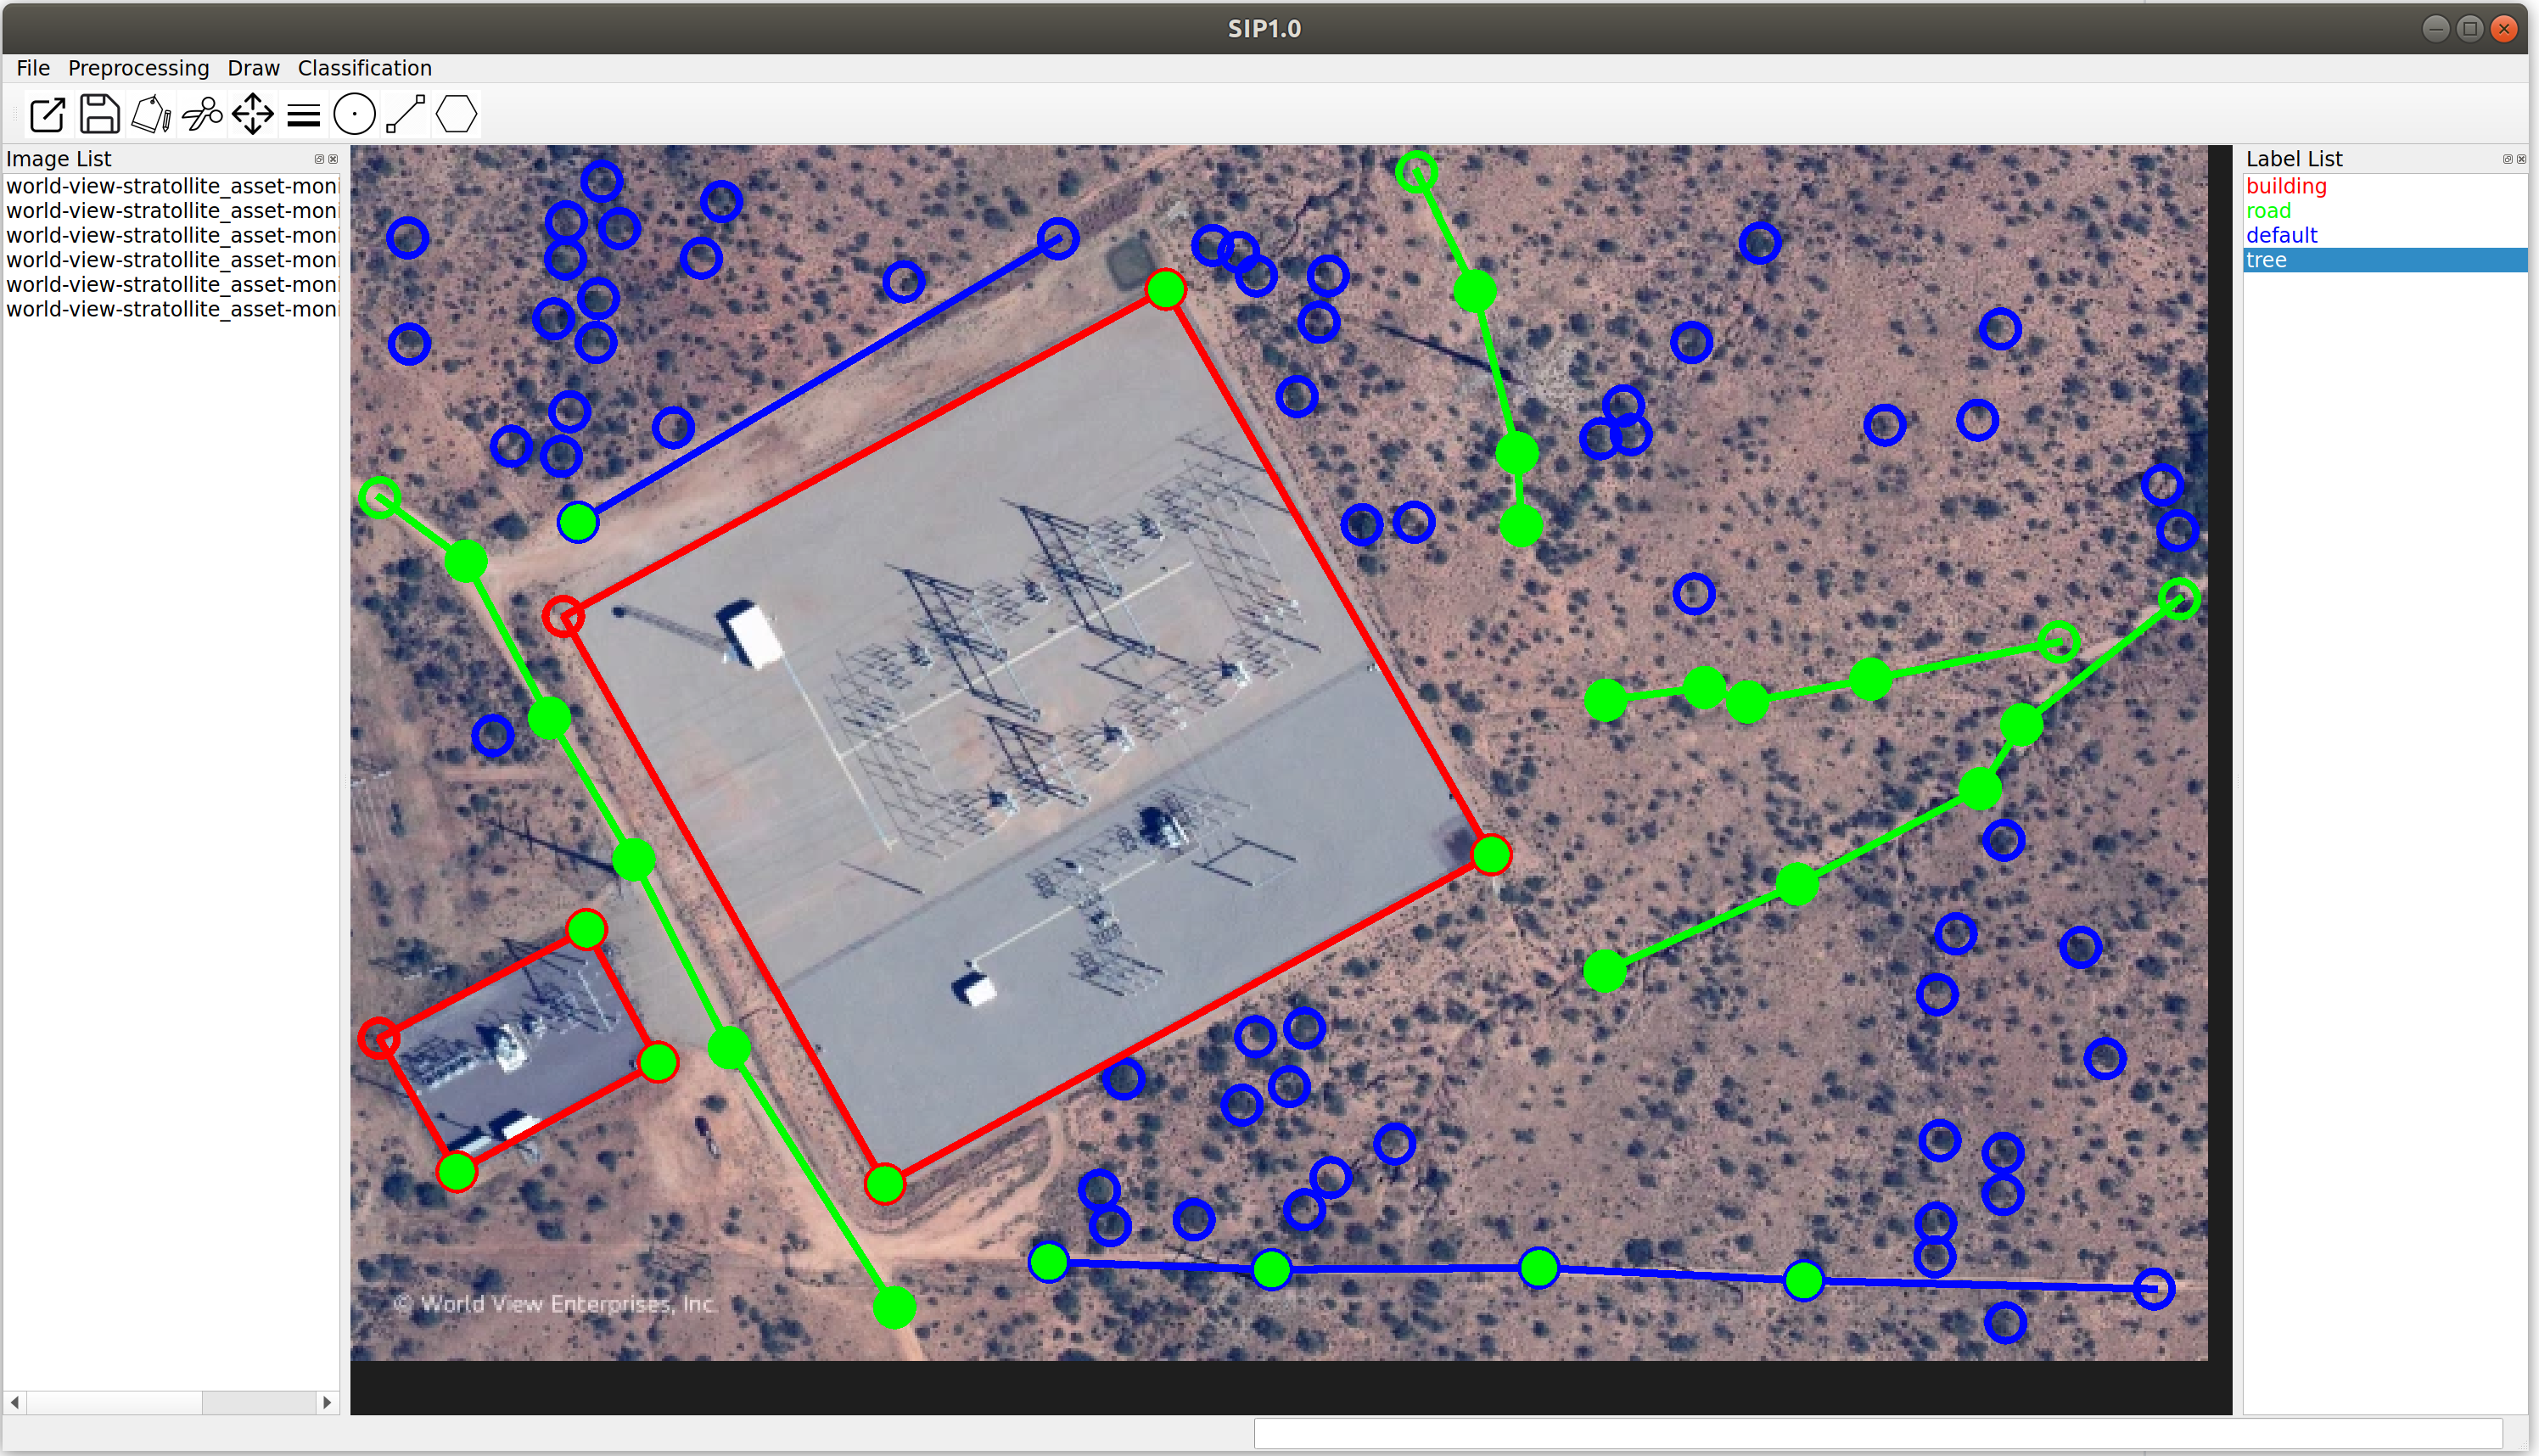 SIP1.0
File Preprocessing Draw Classification
Image List
world-view-stratollite_asset-moni
world-view-stratollite_asset-moni
world-view-stratollite_asset-moni
world-view-stratollite_asset-moni
world-view-stratollite_asset-moni
world-view-stratollite_asset-moni
Label List
building
road
default
tree
© World View Enterprises, Inc.